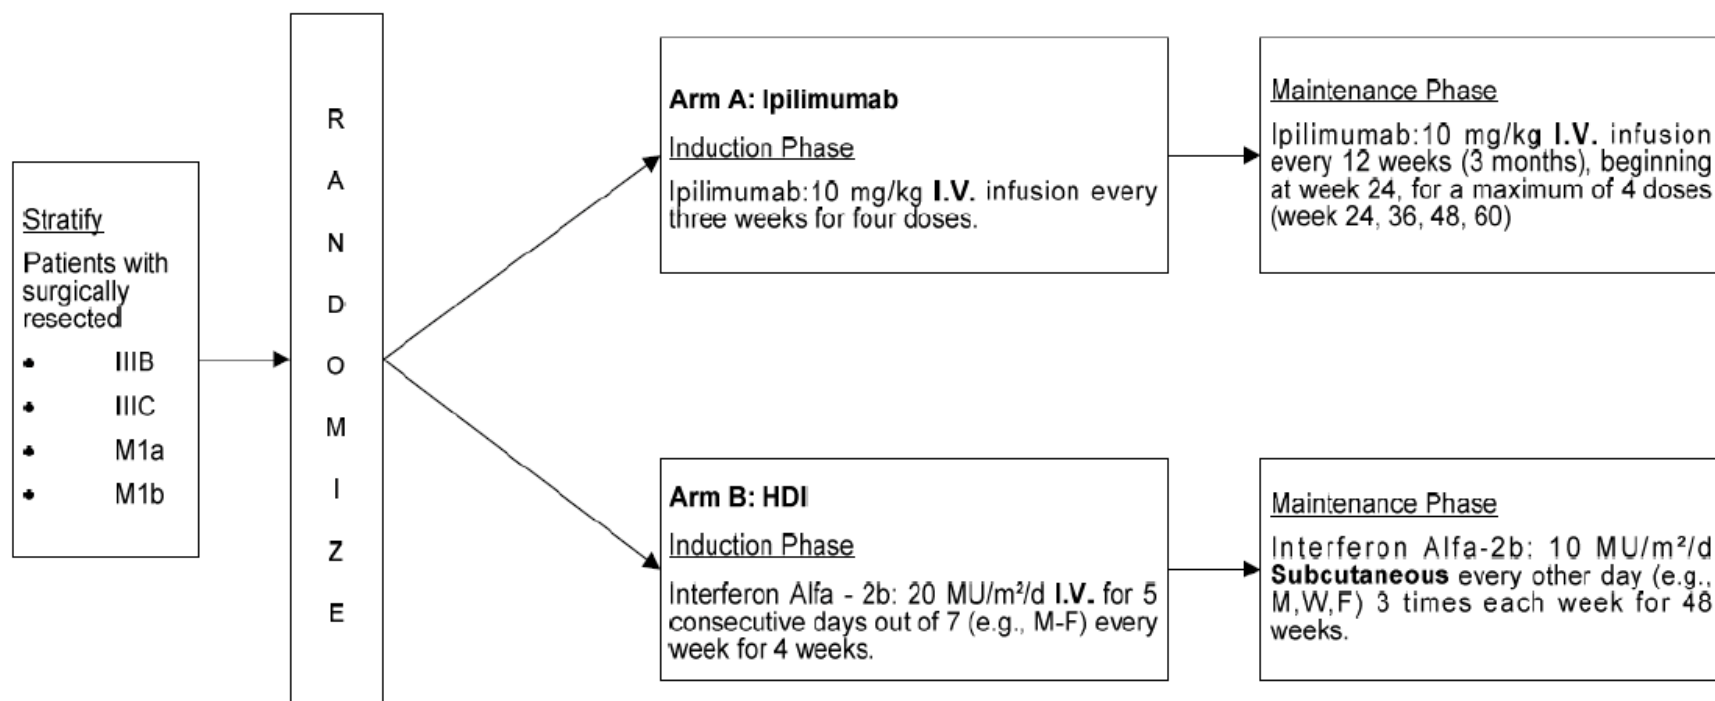 Stratify
Patients with
surgically
resected
• IIIB
• IIIC
• M1a
• M1b
R
A
N
D
O
M
I
Z
E
Arm A: Ipilimumab
Induction Phase
Ipilimumab:10 mg/kg I.V. infusion every
three weeks for four doses.
Maintenance Phase
Ipilimumab:10 mg/kg I.V. infusion
every 12 weeks (3 months), beginning
at week 24, for a maximum of 4 doses
(week 24, 36, 48, 60)
Arm B: HDI
Induction Phase
Interferon Alfa - 2b: 20 MU/m²/d I.V. for 5
consecutive days out of 7 (e.g., M-F) every
week for 4 weeks.
Maintenance Phase
Interferon Alfa-2b: 10 MU/m²/d
Subcutaneous every other day (e.g.,
M,W,F) 3 times each week for 48
weeks.